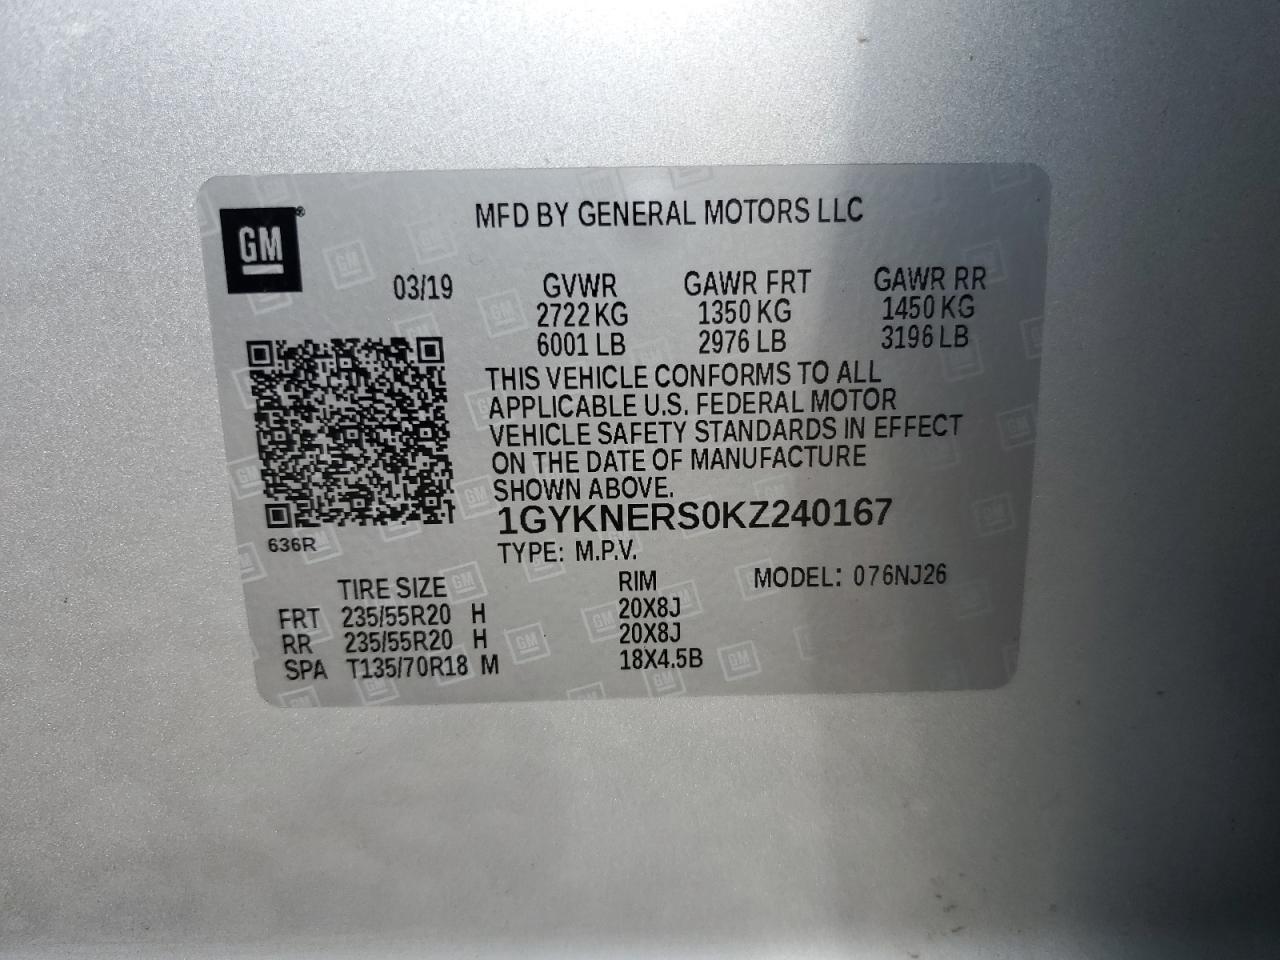 GM®
MFD BY GENERAL MOTORS LLC
03/19
GVWR GAWR FRT GAWR RR
2722 KG 1350 KG 1450 KG
6001 LB 2976 LB 3196 LB
THIS VEHICLE CONFORMS TO ALL
APPLICABLE U.S. FEDERAL MOTOR
VEHICLE SAFETY STANDARDS IN EFFECT
ON THE DATE OF MANUFACTURE
SHOWN ABOVE.
1GYKNERS0KZ240167
636R
TYPE: M.P.V.
TIRE SIZE RIM MODEL: 076NJ26
FRT 235/55R20 H 20X8J
RR 235/55R20 H 20X8J
SPA T135/70R18 M 18X4.5B